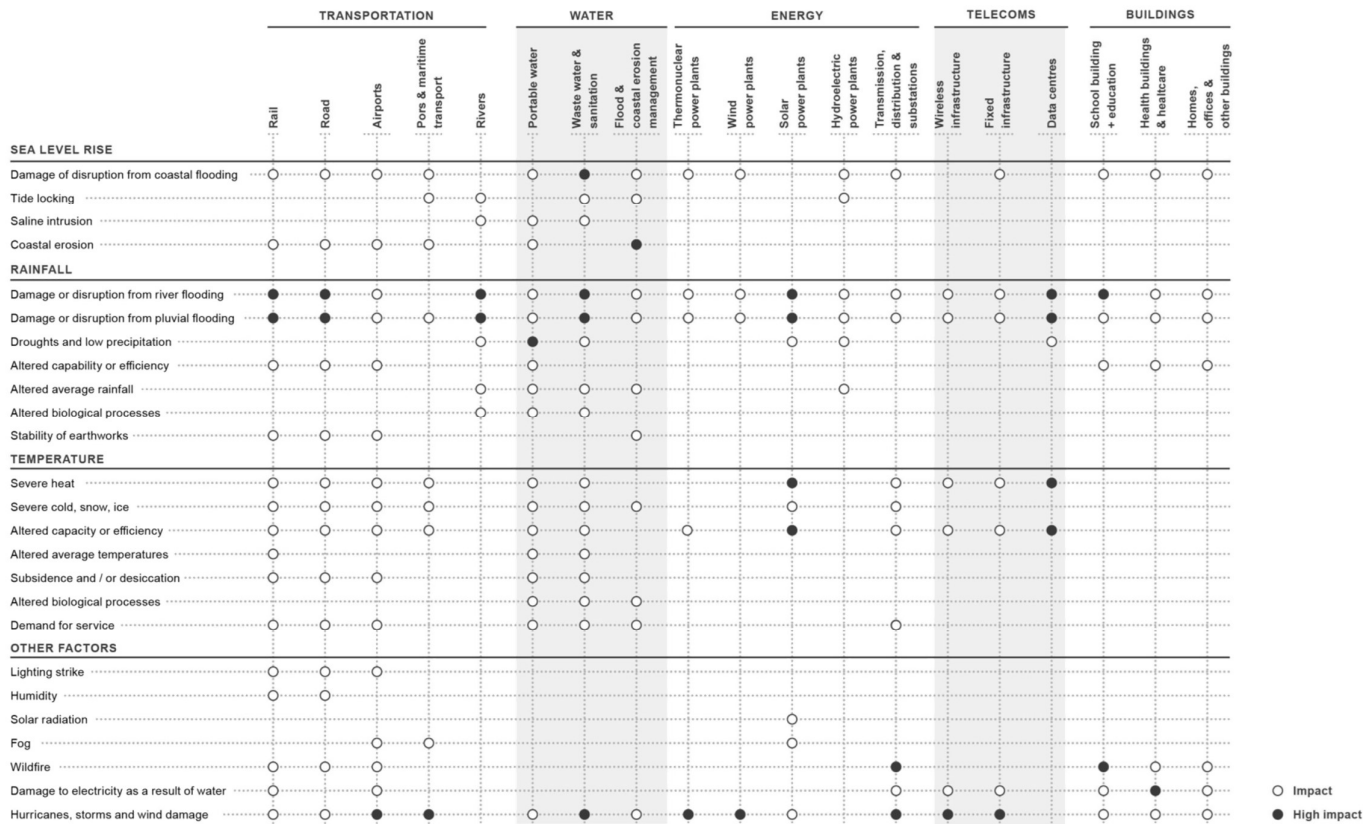 TRANSPORTATION
WATER
ENERGY
TELECOMS
BUILDINGS
Rail
Road
Airports
Pors & maritime
transport
Rivers
Portable water
Waste water &
sanitation
Flood &
coastal erosion
management
Thermonuclear
power plants
Wind
power plants
Solar
power plants
Hydroelectric
power plants
Transmission,
distribution &
substations
Wireless
infrastructure
Fixed
infrastructure
Data centres
School building
+ education
Health buildings
& healtcare
Homes,
offices &
other buildings
SEA LEVEL RISE
Damage of disruption from coastal flooding
Tide locking
Saline intrusion
Coastal erosion
RAINFALL
Damage or disruption from river flooding
Damage or disruption from pluvial flooding
Droughts and low precipitation
Altered capability or efficiency
Altered average rainfall
Altered biological processes
Stability of earthworks
TEMPERATURE
Severe heat
Severe cold, snow, ice
Altered capacity or efficiency
Altered average temperatures
Subsidence and / or desiccation
Altered biological processes
Demand for service
OTHER FACTORS
Lighting strike
Humidity
Solar radiation
Fog
Wildfire
Damage to electricity as a result of water
Hurricanes, storms and wind damage
Impact
High impact